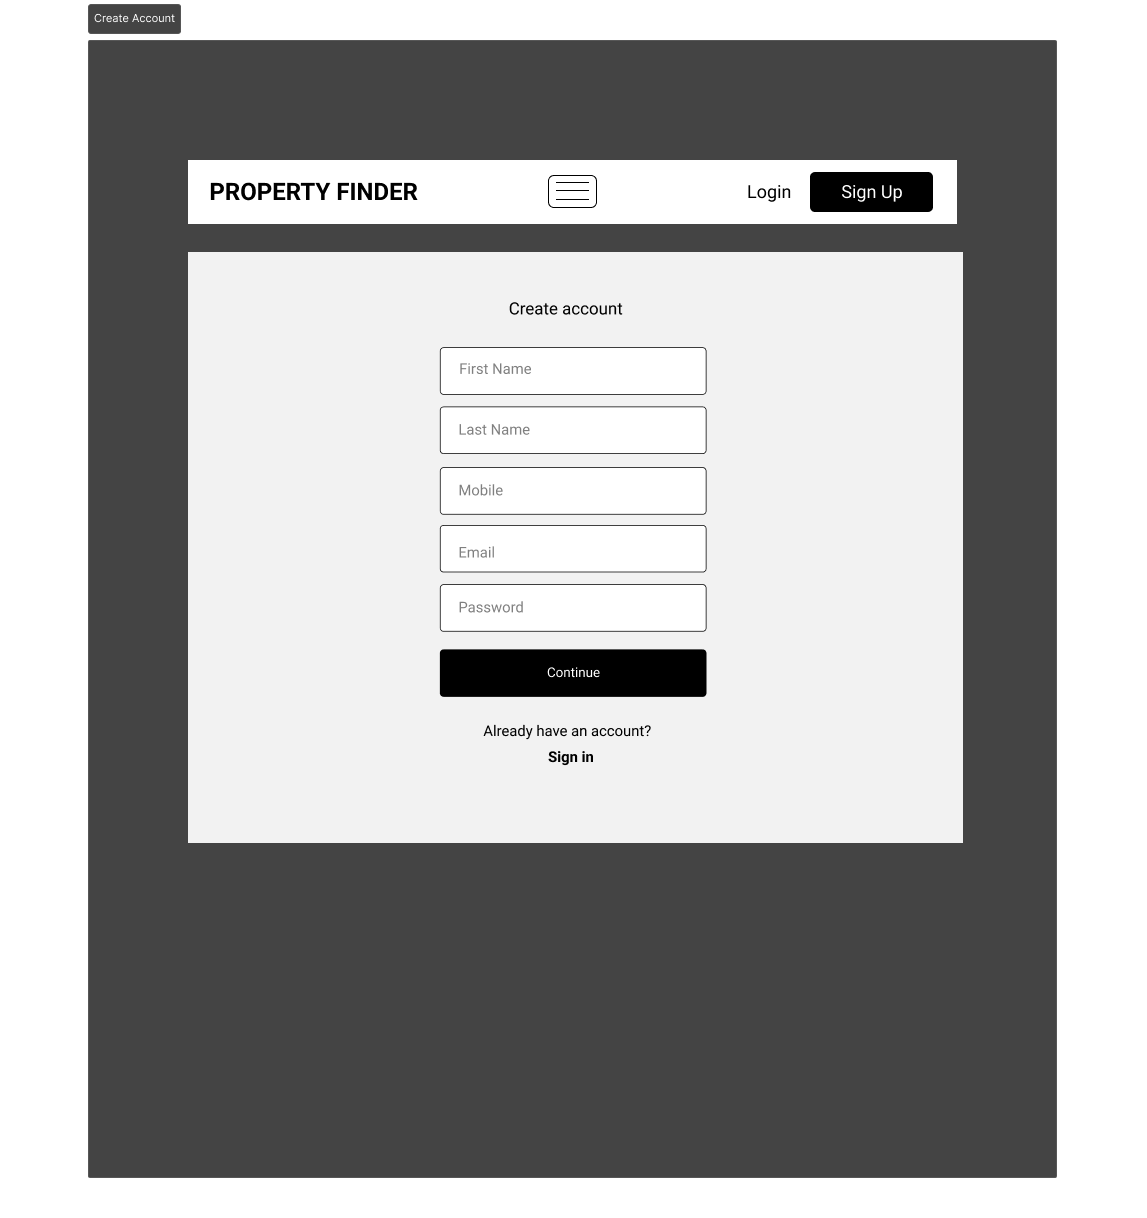 Create Account
PROPERTY FINDER
Login
Sign Up
Create account
First Name
Last Name
Mobile
Email
Password
Continue
Already have an account?
Sign in